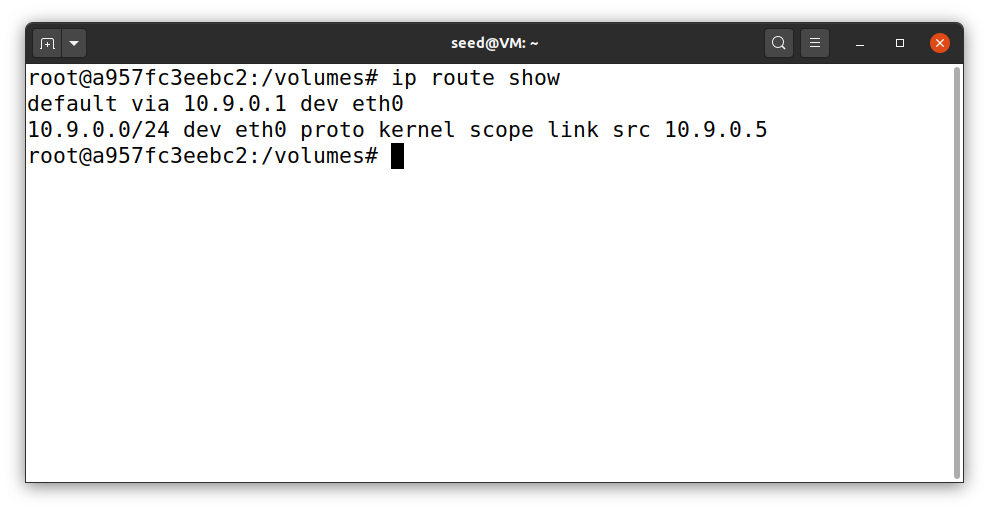 seed@VM: ~
root@a957fc3eebc2:/volumes# ip route show
default via 10.9.0.1 dev eth0
10.9.0.0/24 dev eth0 proto kernel scope link src 10.9.0.5
root@a957fc3eebc2:/volumes#